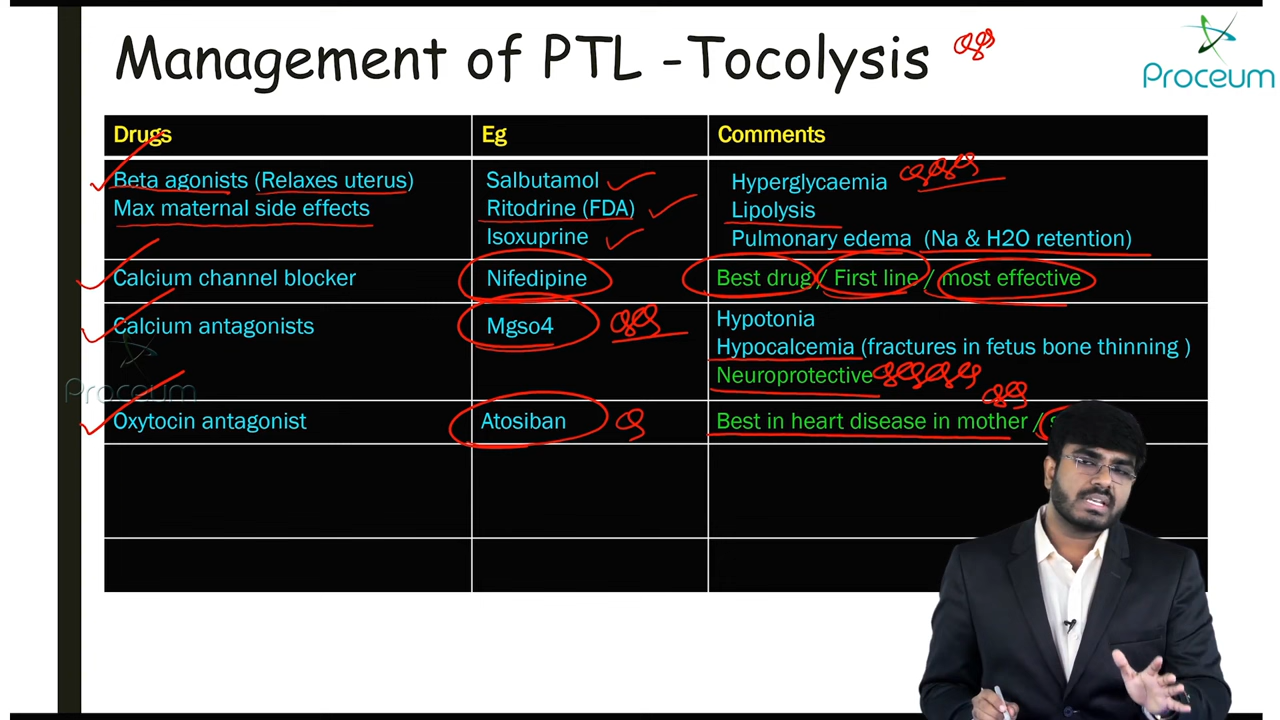 Management of PTL -Tocolysis
Proceum
Drugs Eg Comments
Beta agonists (Relaxes uterus)
Max maternal side effects
Salbutamol
Ritodrine (FDA)
Isoxuprine
Hyperglycaemia
Lipolysis
Pulmonary edema (Na & H2O retention)
Calcium channel blocker Nifedipine Best drug / First line / most effective
Calcium antagonists Mgso4
Hypotonia
Hypocalcemia (fractures in fetus bone thinning )
Neuroprotective
Proceum
Oxytocin antagonist Atosiban Best in heart disease in mother /